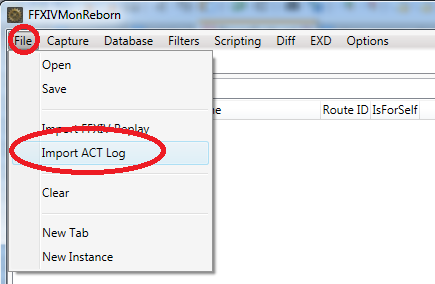 FFXIVMonReborn
File Capture Database Filters Scripting Diff EXD Options
Open
Save
Route ID IsForSelf
Import FFXIV Replay
Import ACT Log
Clear
New Tab
New Instance